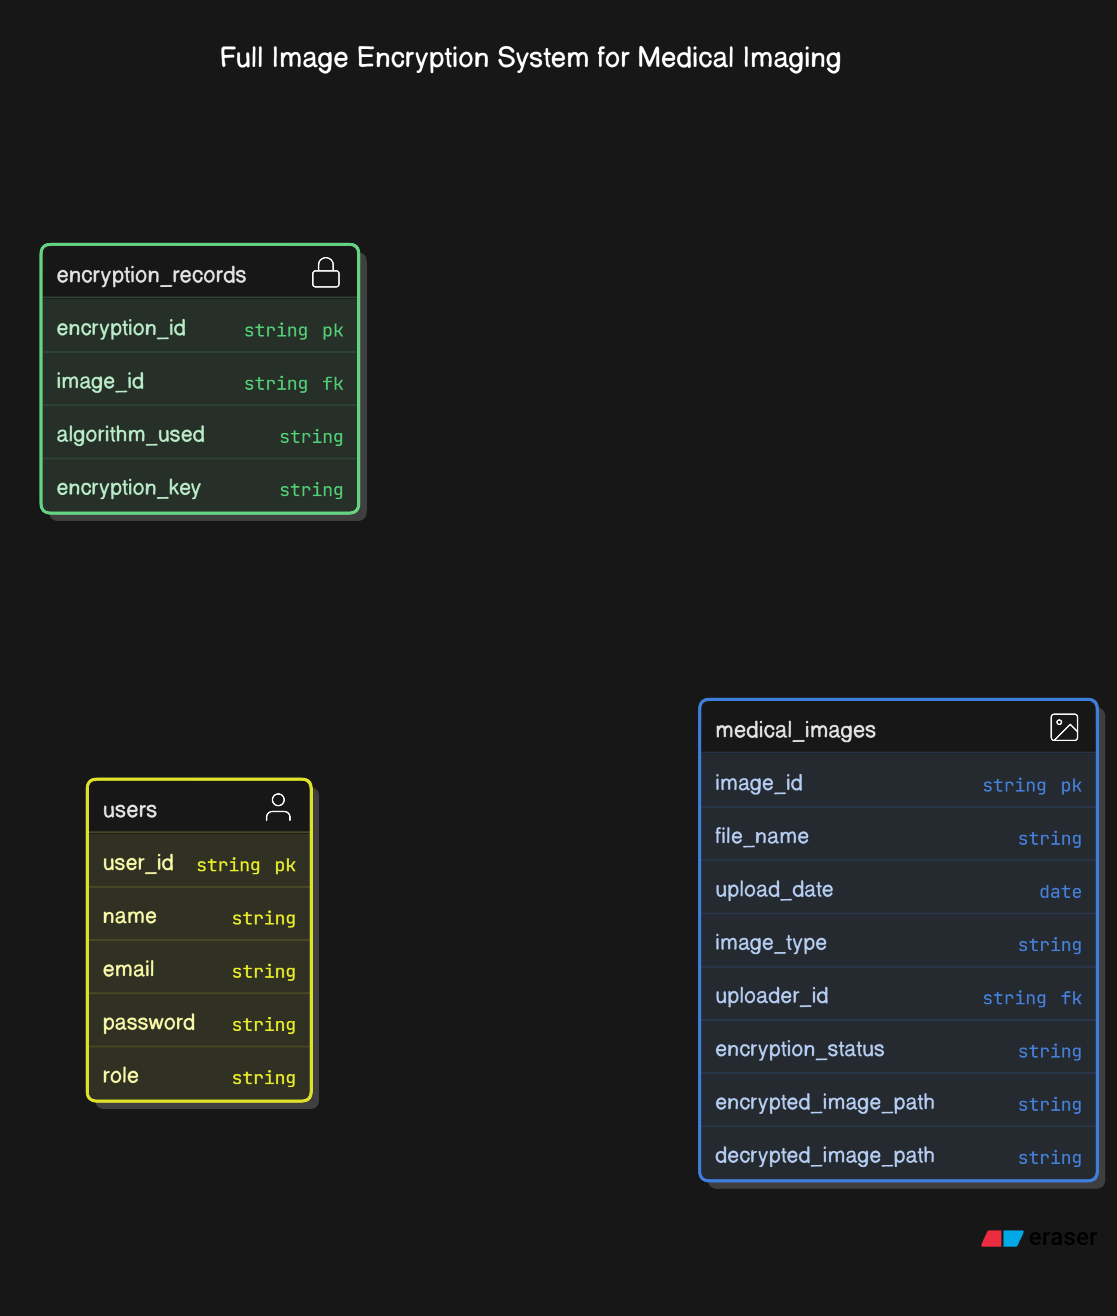 Full Image Encryption System for Medical Imaging
encryption_records
encryption_id string pk
image_id string fk
algorithm_used string
encryption_key string
users
user_id string pk
name string
email string
password string
role string
medical_images
image_id string pk
file_name string
upload_date date
image_type string
uploader_id string fk
encryption_status string
encrypted_image_path string
decrypted_image_path string
eraser